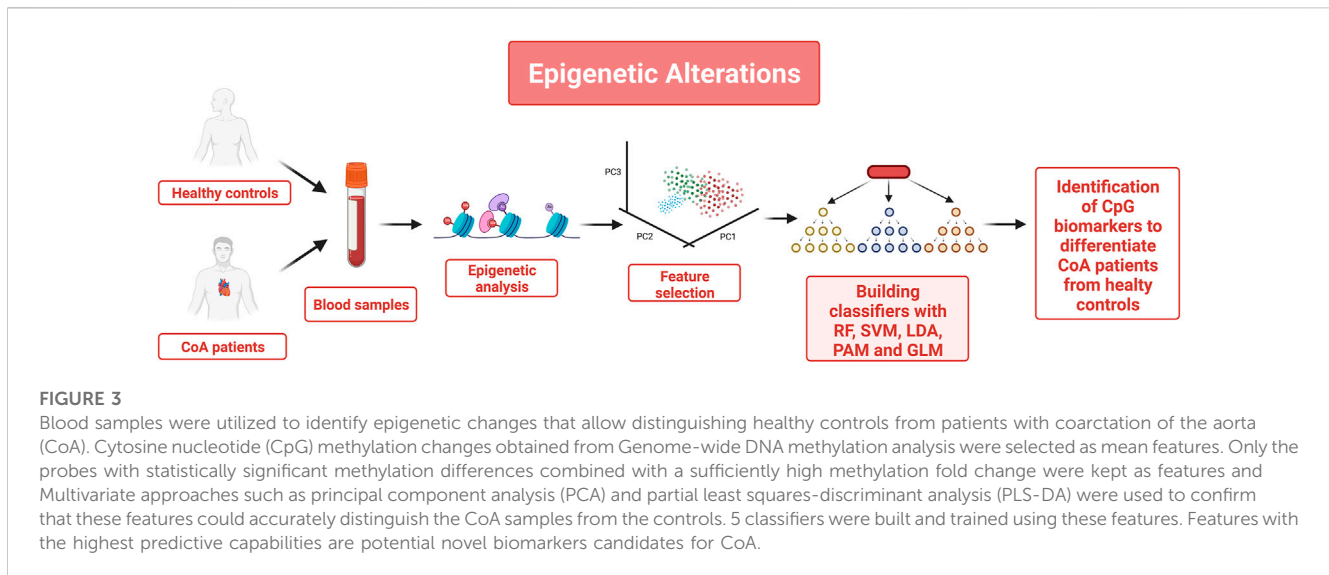 Epigenetic Alterations
Healthy controls
CoA patients
Blood samples
Epigenetic
analysis
PC3
PC2
PC1
Feature
selection
Building
classifiers with
RF, SVM, LDA,
PAM and GLM
Identification
of CpG
biomarkers to
differentiate
CoA patients
from healty
controls
FIGURE 3
Blood samples were utilized to identify epigenetic changes that allow distinguishing healthy controls from patients with coarctation of the aorta
(CoA). Cytosine nucleotide (CpG) methylation changes obtained from Genome-wide DNA methylation analysis were selected as mean features. Only the
probes with statistically significant methylation differences combined with a sufficiently high methylation fold change were kept as features and
Multivariate approaches such as principal component analysis (PCA) and partial least squares-discriminant analysis (PLS-DA) were used to confirm
that these features could accurately distinguish the CoA samples from the controls. 5 classifiers were built and trained using these features. Features with
the highest predictive capabilities are potential novel biomarkers candidates for CoA.